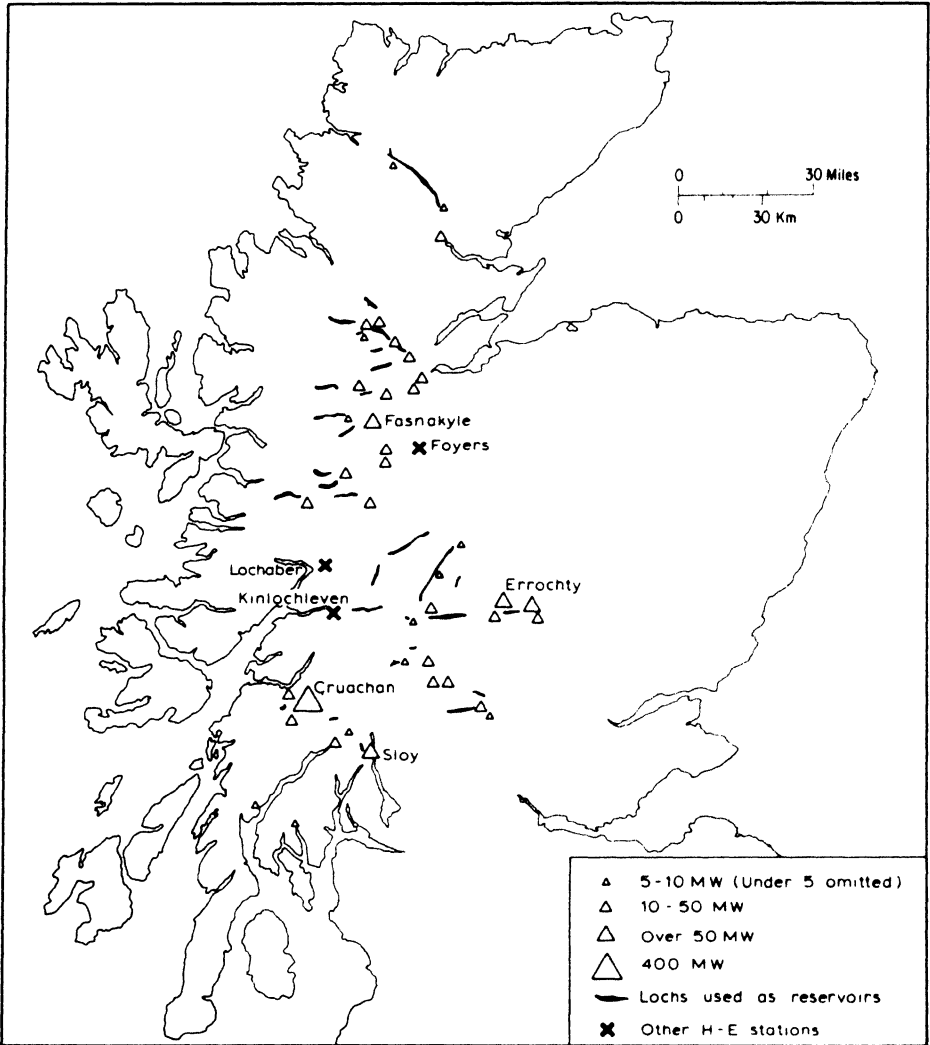 0 30 Miles
0 30 Km
Fasnakyle
Foyers
Lochaber
Kinlochleven
Errochty
Cruachan
Sloy
5-10 MW (Under 5 omitted)
10-50 MW
Over 50 MW
400 MW
Lochs used as reservoirs
Other H-E stations